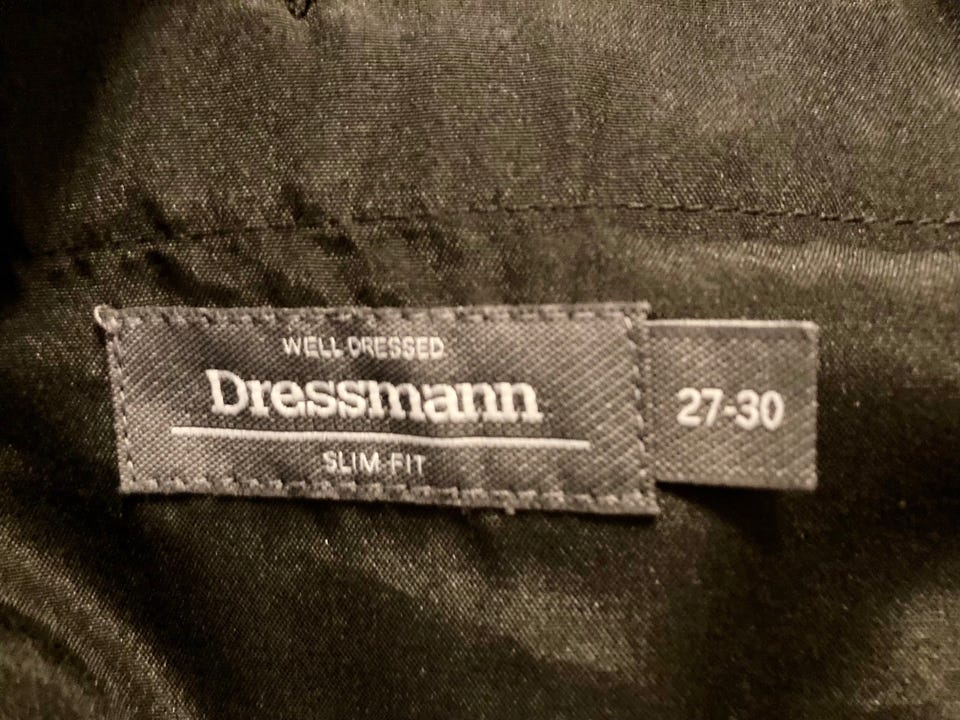 WELL DRESSED
Dressmann
SLIM-FIT
27-30